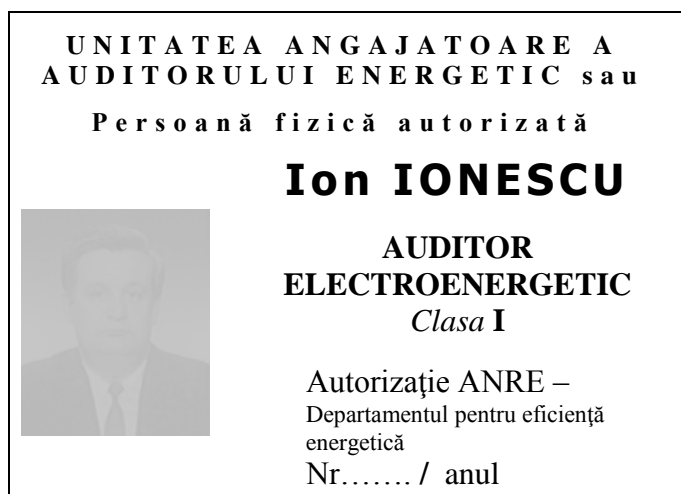 UNITATEA ANGAJATOARE A
AUDITORULUI ENERGETIC sau
Persoană fizică autorizată
Ion IONESCU
AUDITOR
ELECTROENERGETIC
Clasa I
Autorizaţie ANRE –
Departamentul pentru eficienţă
energetică
Nr……. / anul